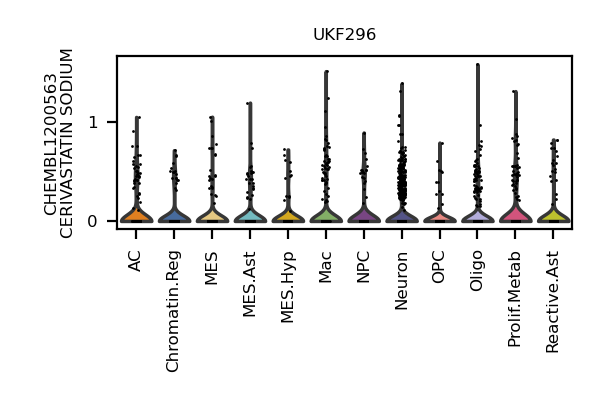 UKF296
CHEMBL1200563
CERIVASTATIN SODIUM
1
0
AC
Chromatin.Reg
MES
MES.Ast
MES.Hyp
Mac
NPC
Neuron
OPC
Oligo
Prolif.Metab
Reactive.Ast